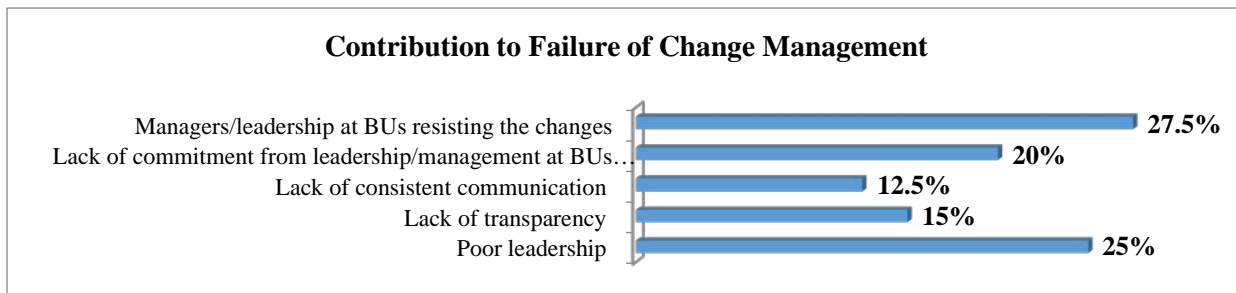 Contribution to Failure of Change Management
Managers/leadership at BUs resisting the changes 27.5%
Lack of commitment from leadership/management at BUs… 20%
Lack of consistent communication 12.5%
Lack of transparency 15%
Poor leadership 25%